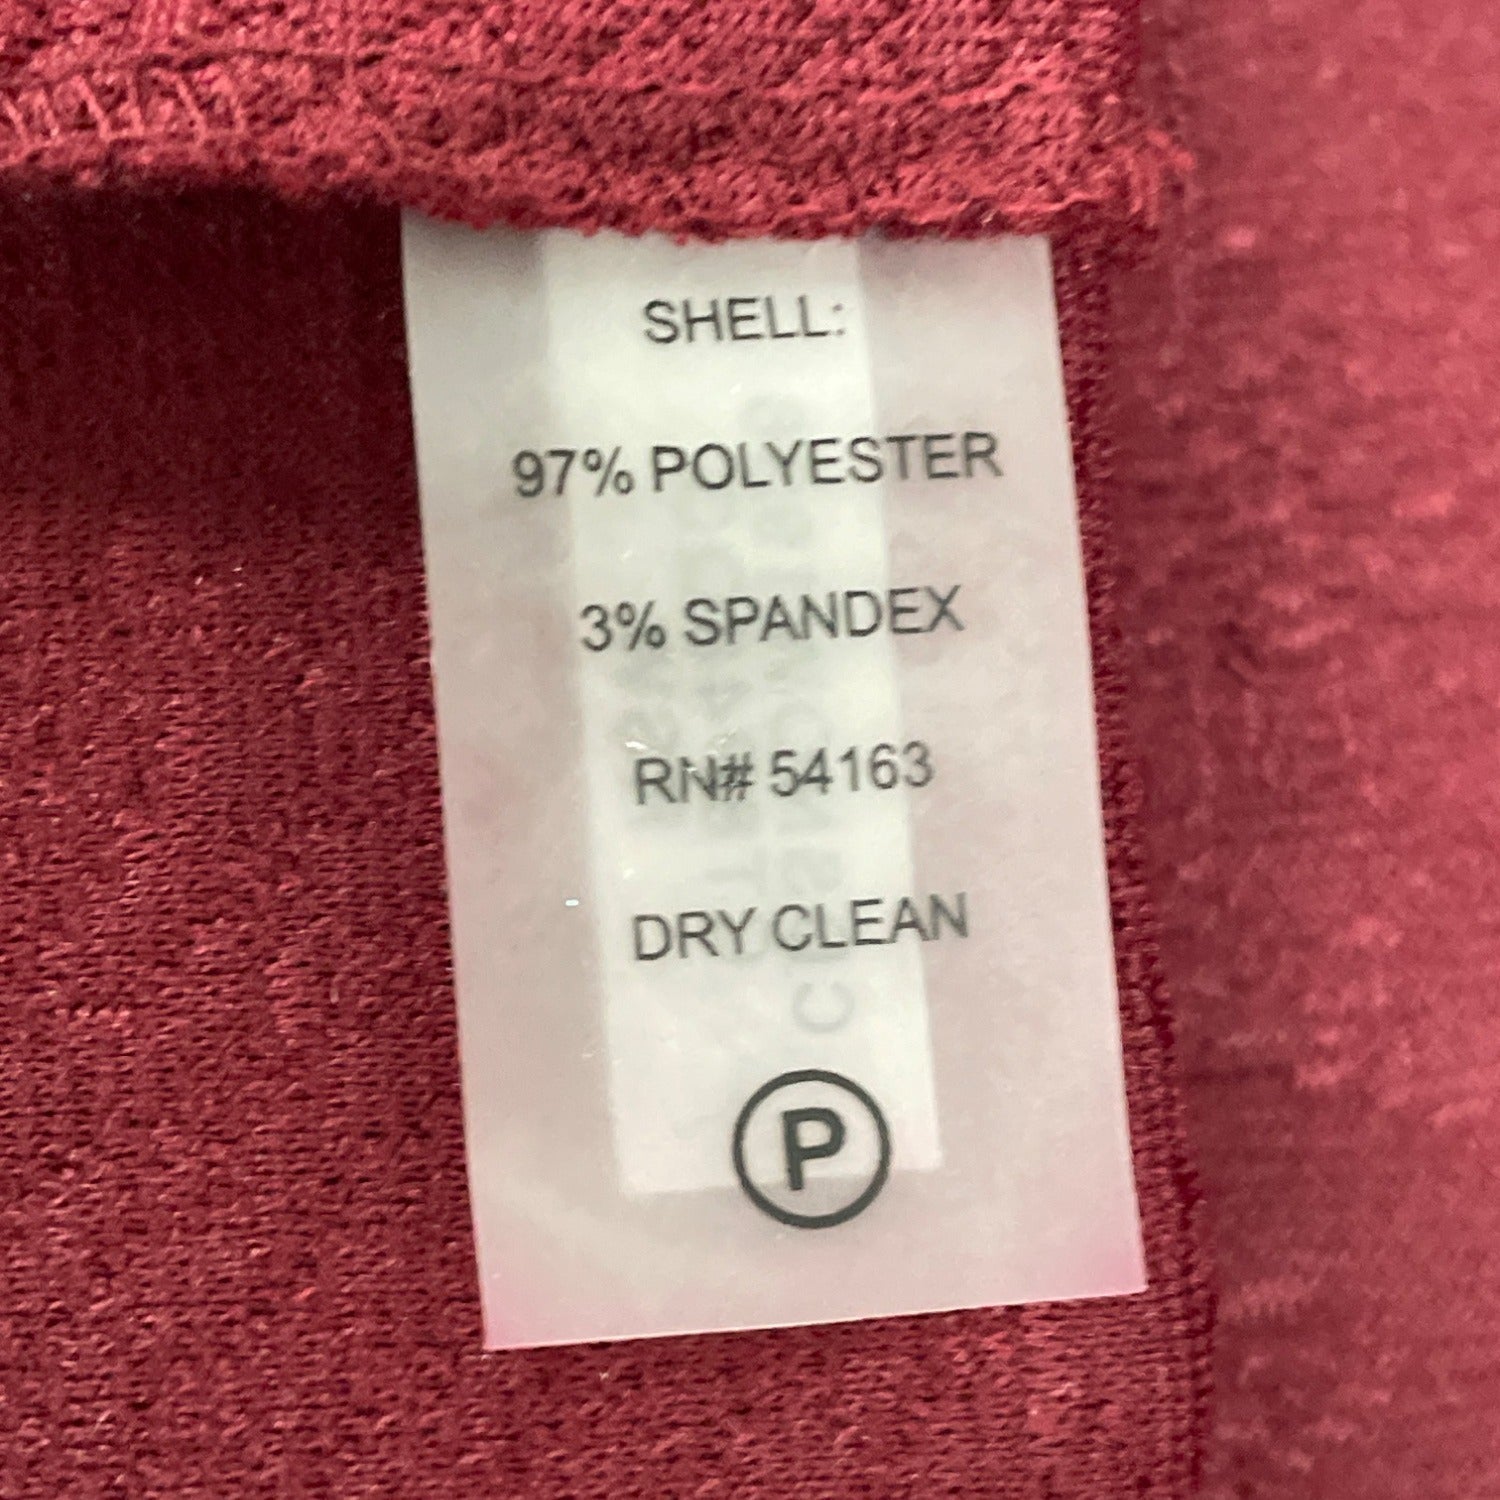 SHELL:
97% POLYESTER
3% SPANDEX
RN# 54163
DRY CLEAN
P